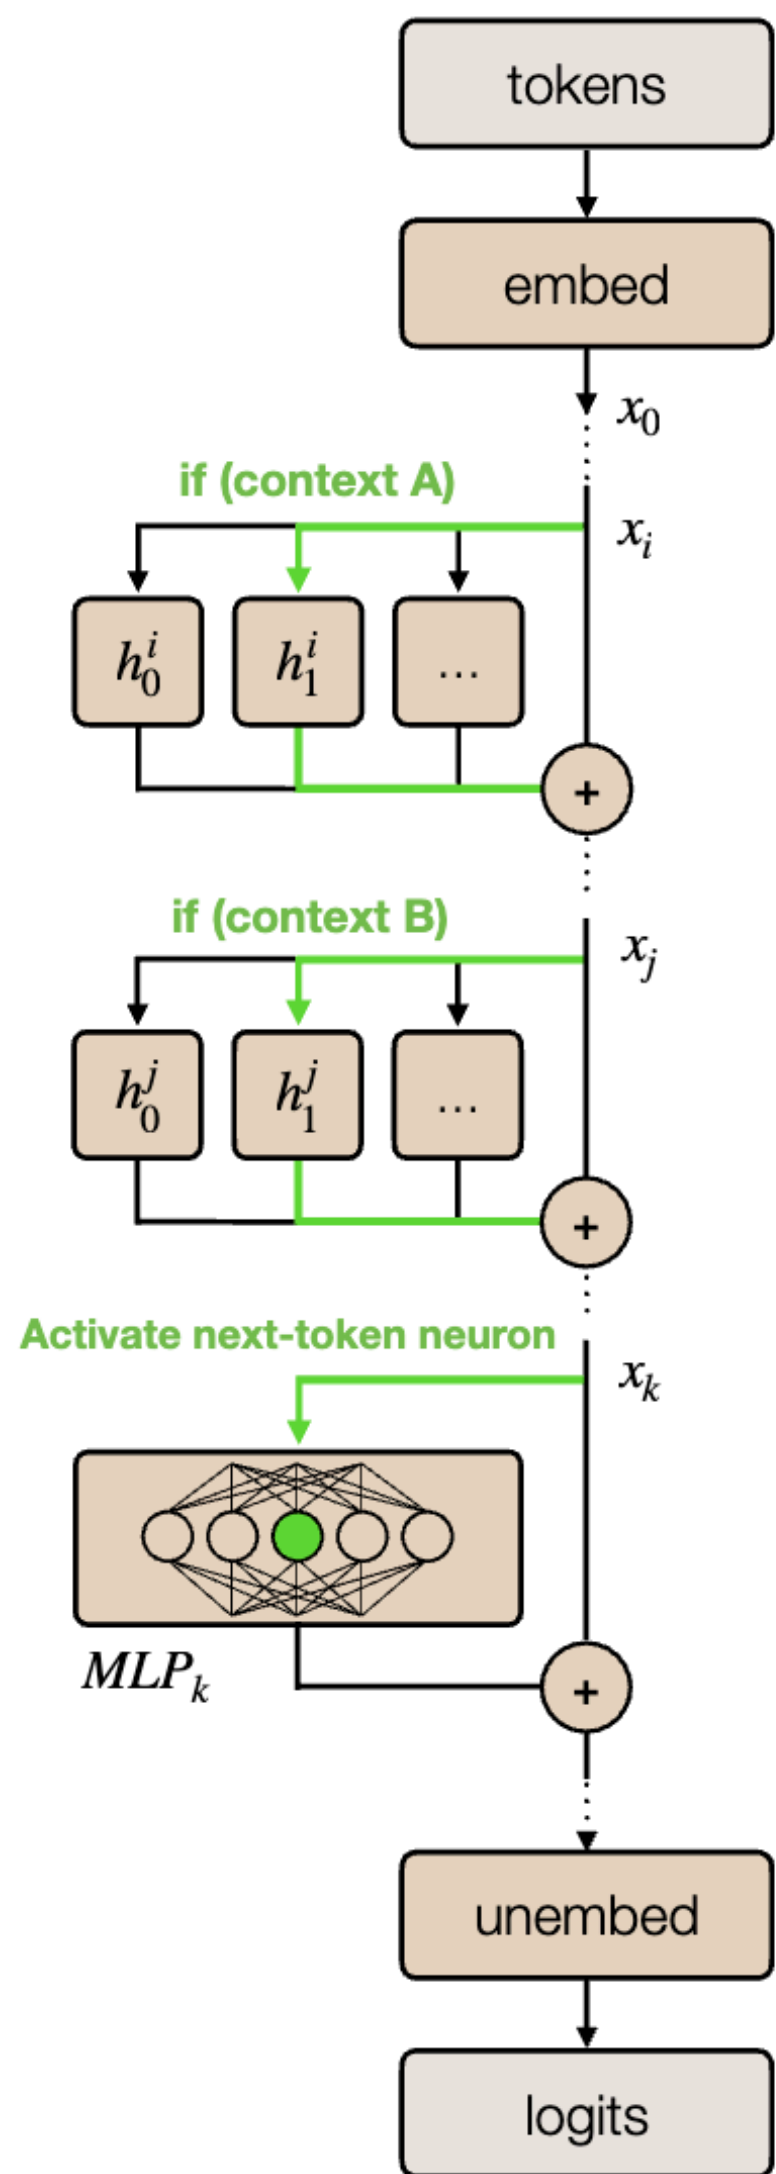 tokens
embed
x₀
if (context A)
xᵢ
h₀ⁱ h₁ⁱ ...
+
if (context B)
xⱼ
h₀ʲ h₁ʲ ...
+
Activate next-token neuron
xₖ
MLPₖ
+
unembed
logits